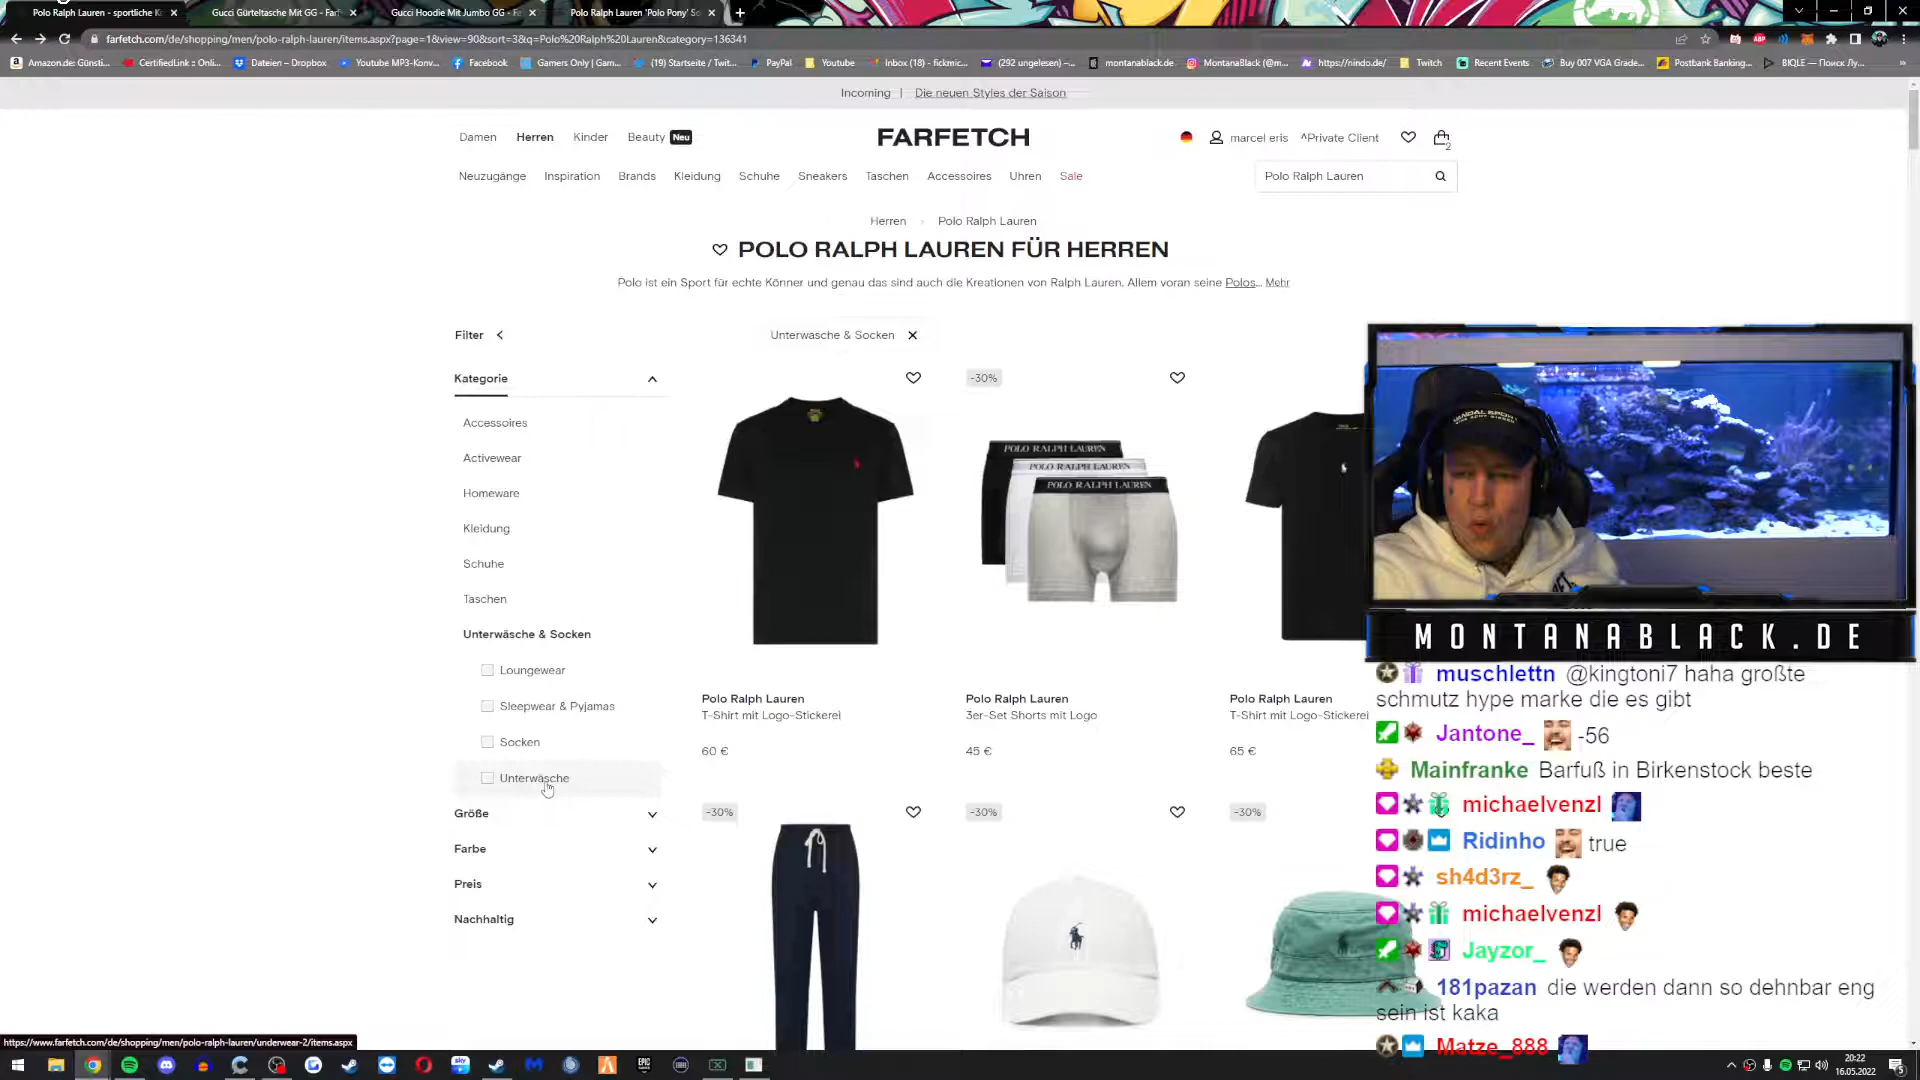 Polo Ralph Lauren - sportliche K
Gucci Gürteltasche Mit GG - Farf
Gucci Hoodie Mit Jumbo GG - Fa
Polo Ralph Lauren 'Polo Pony' So
farfetch.com/de/shopping/men/polo-ralph-lauren/items.aspx?page=1&view=90&sort=3&q=Polo%20Ralph%20Lauren&category=136341
Amazon.de: Günsti...
CertifiedLink :: Onli...
Dateien – Dropbox
Youtube MP3-Konv...
Facebook
Gamers Only | Gam...
(19) Startseite / Twit...
PayPal
Youtube
Inbox (18) - fickmic...
(292 ungelesen) –...
montanablack.de
MontanaBlack (@m...
https://nindo.de/
Twitch
Recent Events
Buy 007 VGA Grade...
Postbank Banking...
BIQLE — Поиск Лу...
Incoming | Die neuen Styles der Saison
Damen Herren Kinder Beauty Neu
FARFETCH
marcel eris ^Private Client
2
Neuzugänge Inspiration Brands Kleidung Schuhe Sneakers Taschen Accessoires Uhren Sale
Polo Ralph Lauren
Herren › Polo Ralph Lauren
POLO RALPH LAUREN FÜR HERREN
Polo ist ein Sport für echte Könner und genau das sind auch die Kreationen von Ralph Lauren. Allem voran seine Polos... Mehr
Filter
Unterwäsche & Socken
Kategorie
Accessoires
Activewear
Homeware
Kleidung
Schuhe
Taschen
Unterwäsche & Socken
Loungewear
Sleepwear & Pyjamas
Socken
Unterwäsche
Größe
Farbe
Preis
Nachhaltig
-30%
POLO RALPH LAUREN
POLO RALPH LAUREN
POLO RALPH LAUREN
Polo Ralph Lauren
T-Shirt mit Logo-Stickerei
60 €
Polo Ralph Lauren
3er-Set Shorts mit Logo
45 €
Polo Ralph Lauren
T-Shirt mit Logo-Stickerei
65 €
-30%
-30%
-30%
MONTANABLACK.DE
muschlettn @kingtoni7 haha großte
schmutz hype marke die es gibt
Jantone_ -56
Mainfranke Barfuß in Birkenstock beste
michaelvenzl
Ridinho true
sh4d3rz_
michaelvenzl
Jayzor_
181pazan die werden dann so dehnbar eng
sein ist kaka
Matze_888
https://www.farfetch.com/de/shopping/men/polo-ralph-lauren/underwear-2/items.aspx
20:22
16.05.2022